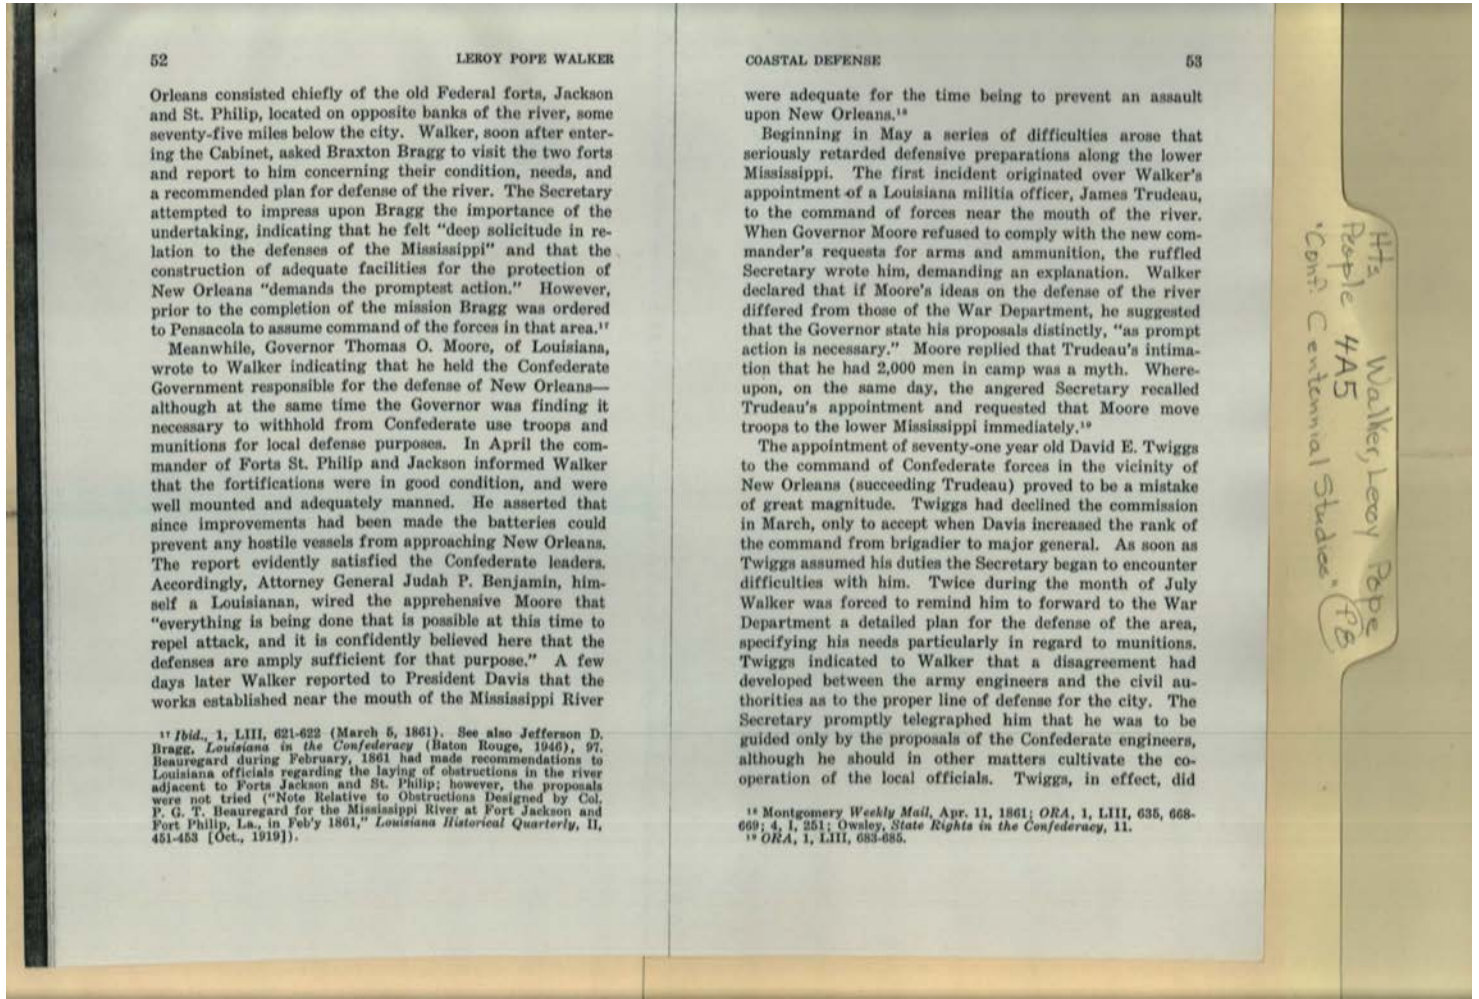 52 LEROY POPE WALKER
Orleans consisted chiefly of the old Federal forts, Jackson
and St. Philip, located on opposite banks of the river, some
seventy-five miles below the city. Walker, soon after enter-
ing the Cabinet, asked Braxton Bragg to visit the two forts
and report to him concerning their condition, needs, and
a recommended plan for defense of the river. The Secretary
attempted to impress upon Bragg the importance of the
undertaking, indicating that he felt "deep solicitude in re-
lation to the defenses of the Mississippi" and that the
construction of adequate facilities for the protection of
New Orleans "demands the promptest action." However,
prior to the completion of the mission Bragg was ordered
to Pensacola to assume command of the forces in that area.¹⁷
Meanwhile, Governor Thomas O. Moore, of Louisiana,
wrote to Walker indicating that he held the Confederate
Government responsible for the defense of New Orleans—
although at the same time the Governor was finding it
necessary to withhold from Confederate use troops and
munitions for local defense purposes. In April the com-
mander of Forts St. Philip and Jackson informed Walker
that the fortifications were in good condition, and were
well mounted and adequately manned. He asserted that
since improvements had been made the batteries could
prevent any hostile vessels from approaching New Orleans.
The report evidently satisfied the Confederate leaders.
Accordingly, Attorney General Judah P. Benjamin, him-
self a Louisianan, wired the apprehensive Moore that
"everything is being done that is possible at this time to
repel attack, and it is confidently believed here that the
defenses are amply sufficient for that purpose." A few
days later Walker reported to President Davis that the
works established near the mouth of the Mississippi River
¹⁷ Ibid., 1, LIII, 621-622 (March 5, 1861). See also Jefferson D.
Bragg, Louisiana in the Confederacy (Baton Rouge, 1946), 97.
Beauregard during February, 1861 had made recommendations to
Louisiana officials regarding the laying of obstructions in the river
adjacent to Forts Jackson and St. Philip; however, the proposals
were not tried ("Note Relative to Obstructions Designed by Col.
P. G. T. Beauregard for the Mississippi River at Fort Jackson and
Fort Philip, La., in Feb'y 1861," Louisiana Historical Quarterly, II,
451-453 [Oct., 1919]).
COASTAL DEFENSE 53
were adequate for the time being to prevent an assault
upon New Orleans.¹⁸
Beginning in May a series of difficulties arose that
seriously retarded defensive preparations along the lower
Mississippi. The first incident originated over Walker's
appointment of a Louisiana militia officer, James Trudeau,
to the command of forces near the mouth of the river.
When Governor Moore refused to comply with the new com-
mander's requests for arms and ammunition, the ruffled
Secretary wrote him, demanding an explanation. Walker
declared that if Moore's ideas on the defense of the river
differed from those of the War Department, he suggested
that the Governor state his proposals distinctly, "as prompt
action is necessary." Moore replied that Trudeau's intima-
tion that he had 2,000 men in camp was a myth. Where-
upon, on the same day, the angered Secretary recalled
Trudeau's appointment and requested that Moore move
troops to the lower Mississippi immediately.¹⁹
The appointment of seventy-one year old David E. Twiggs
to the command of Confederate forces in the vicinity of
New Orleans (succeeding Trudeau) proved to be a mistake
of great magnitude. Twiggs had declined the commission
in March, only to accept when Davis increased the rank of
the command from brigadier to major general. As soon as
Twiggs assumed his duties the Secretary began to encounter
difficulties with him. Twice during the month of July
Walker was forced to remind him to forward to the War
Department a detailed plan for the defense of the area,
specifying his needs particularly in regard to munitions.
Twiggs indicated to Walker that a disagreement had
developed between the army engineers and the civil au-
thorities as to the proper line of defense for the city. The
Secretary promptly telegraphed him that he was to be
guided only by the proposals of the Confederate engineers,
although he should in other matters cultivate the co-
operation of the local officials. Twiggs, in effect, did
¹⁸ Montgomery Weekly Mail, Apr. 11, 1861; ORA, 1, LIII, 635, 668-
669; 4, I, 251; Owsley, State Rights in the Confederacy, 11.
¹⁹ ORA, 1, LIII, 683-685.
Hts Walker, Leroy Pope
People 4A5
"Conf. Centennial Studies" P8